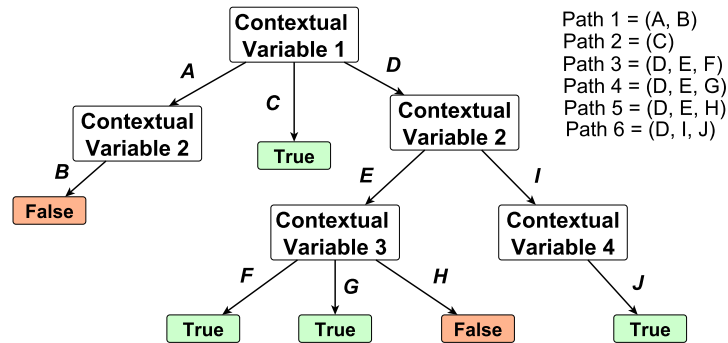 Contextual
Variable 1
Path 1 = (A, B)
Path 2 = (C)
Path 3 = (D, E, F)
Path 4 = (D, E, G)
Path 5 = (D, E, H)
Path 6 = (D, I, J)
A
C
D
Contextual
Variable 2
True
Contextual
Variable 2
B
False
E
I
Contextual
Variable 3
Contextual
Variable 4
F
G
H
J
True
True
False
True